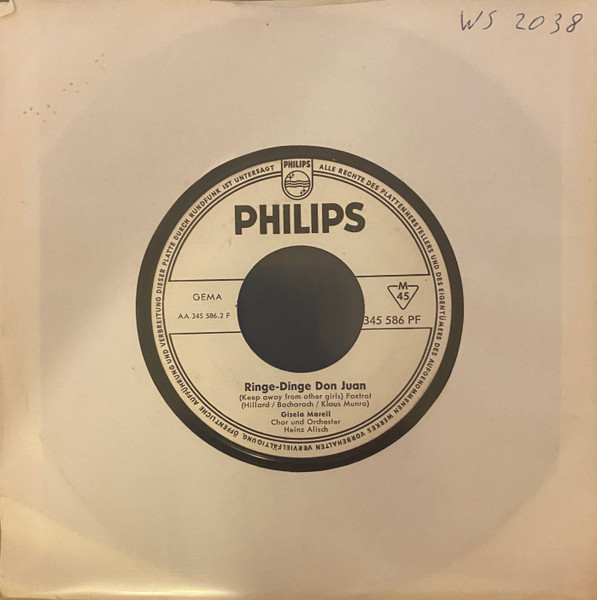 WS 2038
ÖFFENTLICHE AUFFÜHRUNG UND VERBREITUNG DIESER PLATTE DURCH RUNDFUNK IST UNTERSAGT
ALLE RECHTE DES PLATTENHERSTELLERS UND DES EIGENTÜMERS DES AUFGENOMMENEN WERKES VORBEHALTEN VERVIELFÄLTIGUNG,
PHILIPS
PHILIPS
GEMA
M
45
AA 345 586.2 F
345 586 PF
Ringe-Dinge Don Juan
(Keep away from other girls) Foxtrot
(Hillard / Bacharach / Klaus Munro)
Gisela Mareil
Chor und Orchester
Heinz Alisch